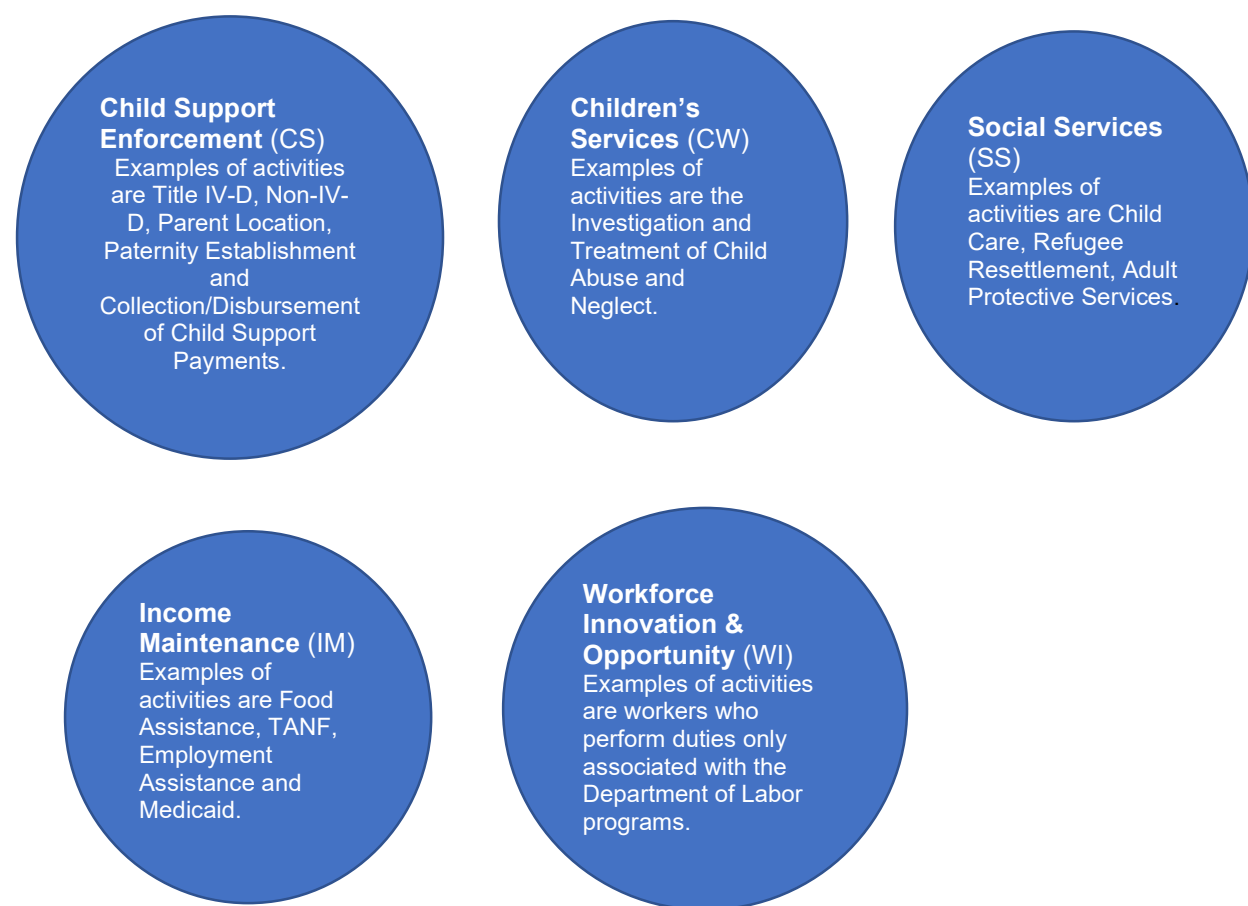 Child Support
Enforcement (CS)
Examples of activities
are Title IV-D, Non-IV-
D, Parent Location,
Paternity Establishment
and
Collection/Disbursement
of Child Support
Payments.
Children’s
Services (CW)
Examples of
activities are the
Investigation and
Treatment of Child
Abuse and
Neglect.
Social Services
(SS)
Examples of
activities are Child
Care, Refugee
Resettlement, Adult
Protective Services.
Income
Maintenance (IM)
Examples of
activities are Food
Assistance, TANF,
Employment
Assistance and
Medicaid.
Workforce
Innovation &
Opportunity (WI)
Examples of activities
are workers who
perform duties only
associated with the
Department of Labor
programs.